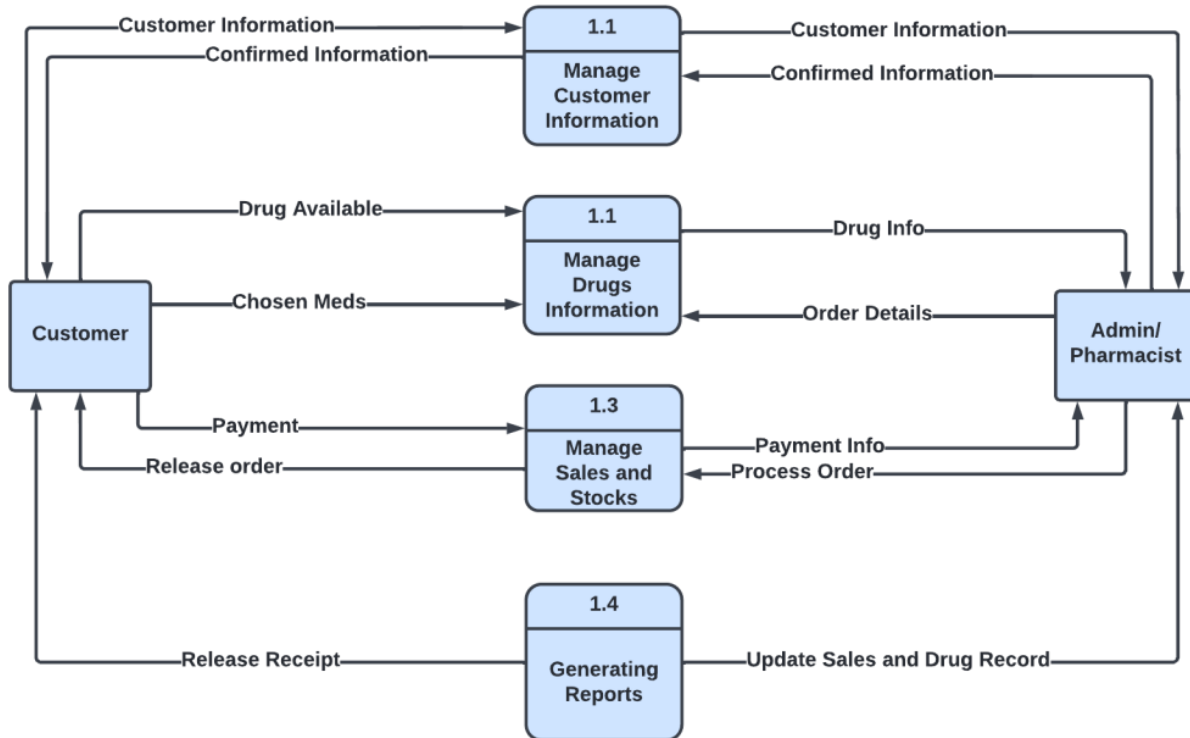 Customer Information
1.1
Customer Information
Confirmed Information
Manage
Customer
Information
Confirmed Information
Drug Available
1.1
Drug Info
Manage
Drugs
Information
Chosen Meds
Order Details
Customer
Admin/
Pharmacist
Payment
1.3
Payment Info
Release order
Manage
Sales and
Stocks
Process Order
1.4
Release Receipt
Generating
Reports
Update Sales and Drug Record